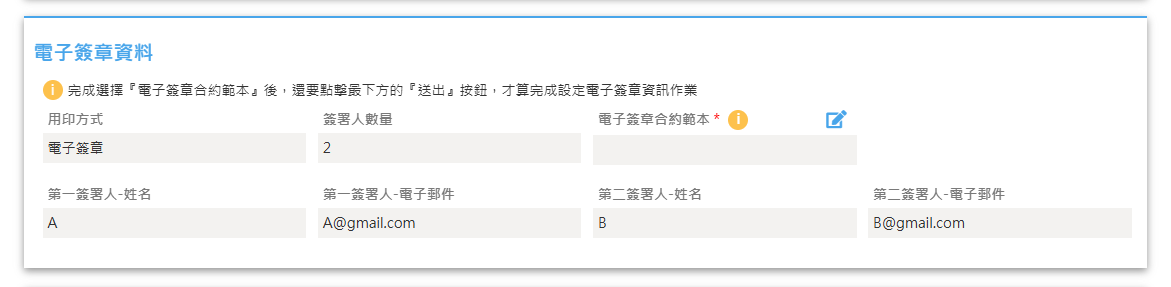 電子簽章資料
i 完成選擇『電子簽章合約範本』後，還要點擊最下方的『送出』按鈕，才算完成設定電子簽章資訊作業
用印方式 簽署人數量 電子簽章合約範本 * i
電子簽章 2
第一簽署人-姓名 第一簽署人-電子郵件 第二簽署人-姓名 第二簽署人-電子郵件
A A@gmail.com B B@gmail.com